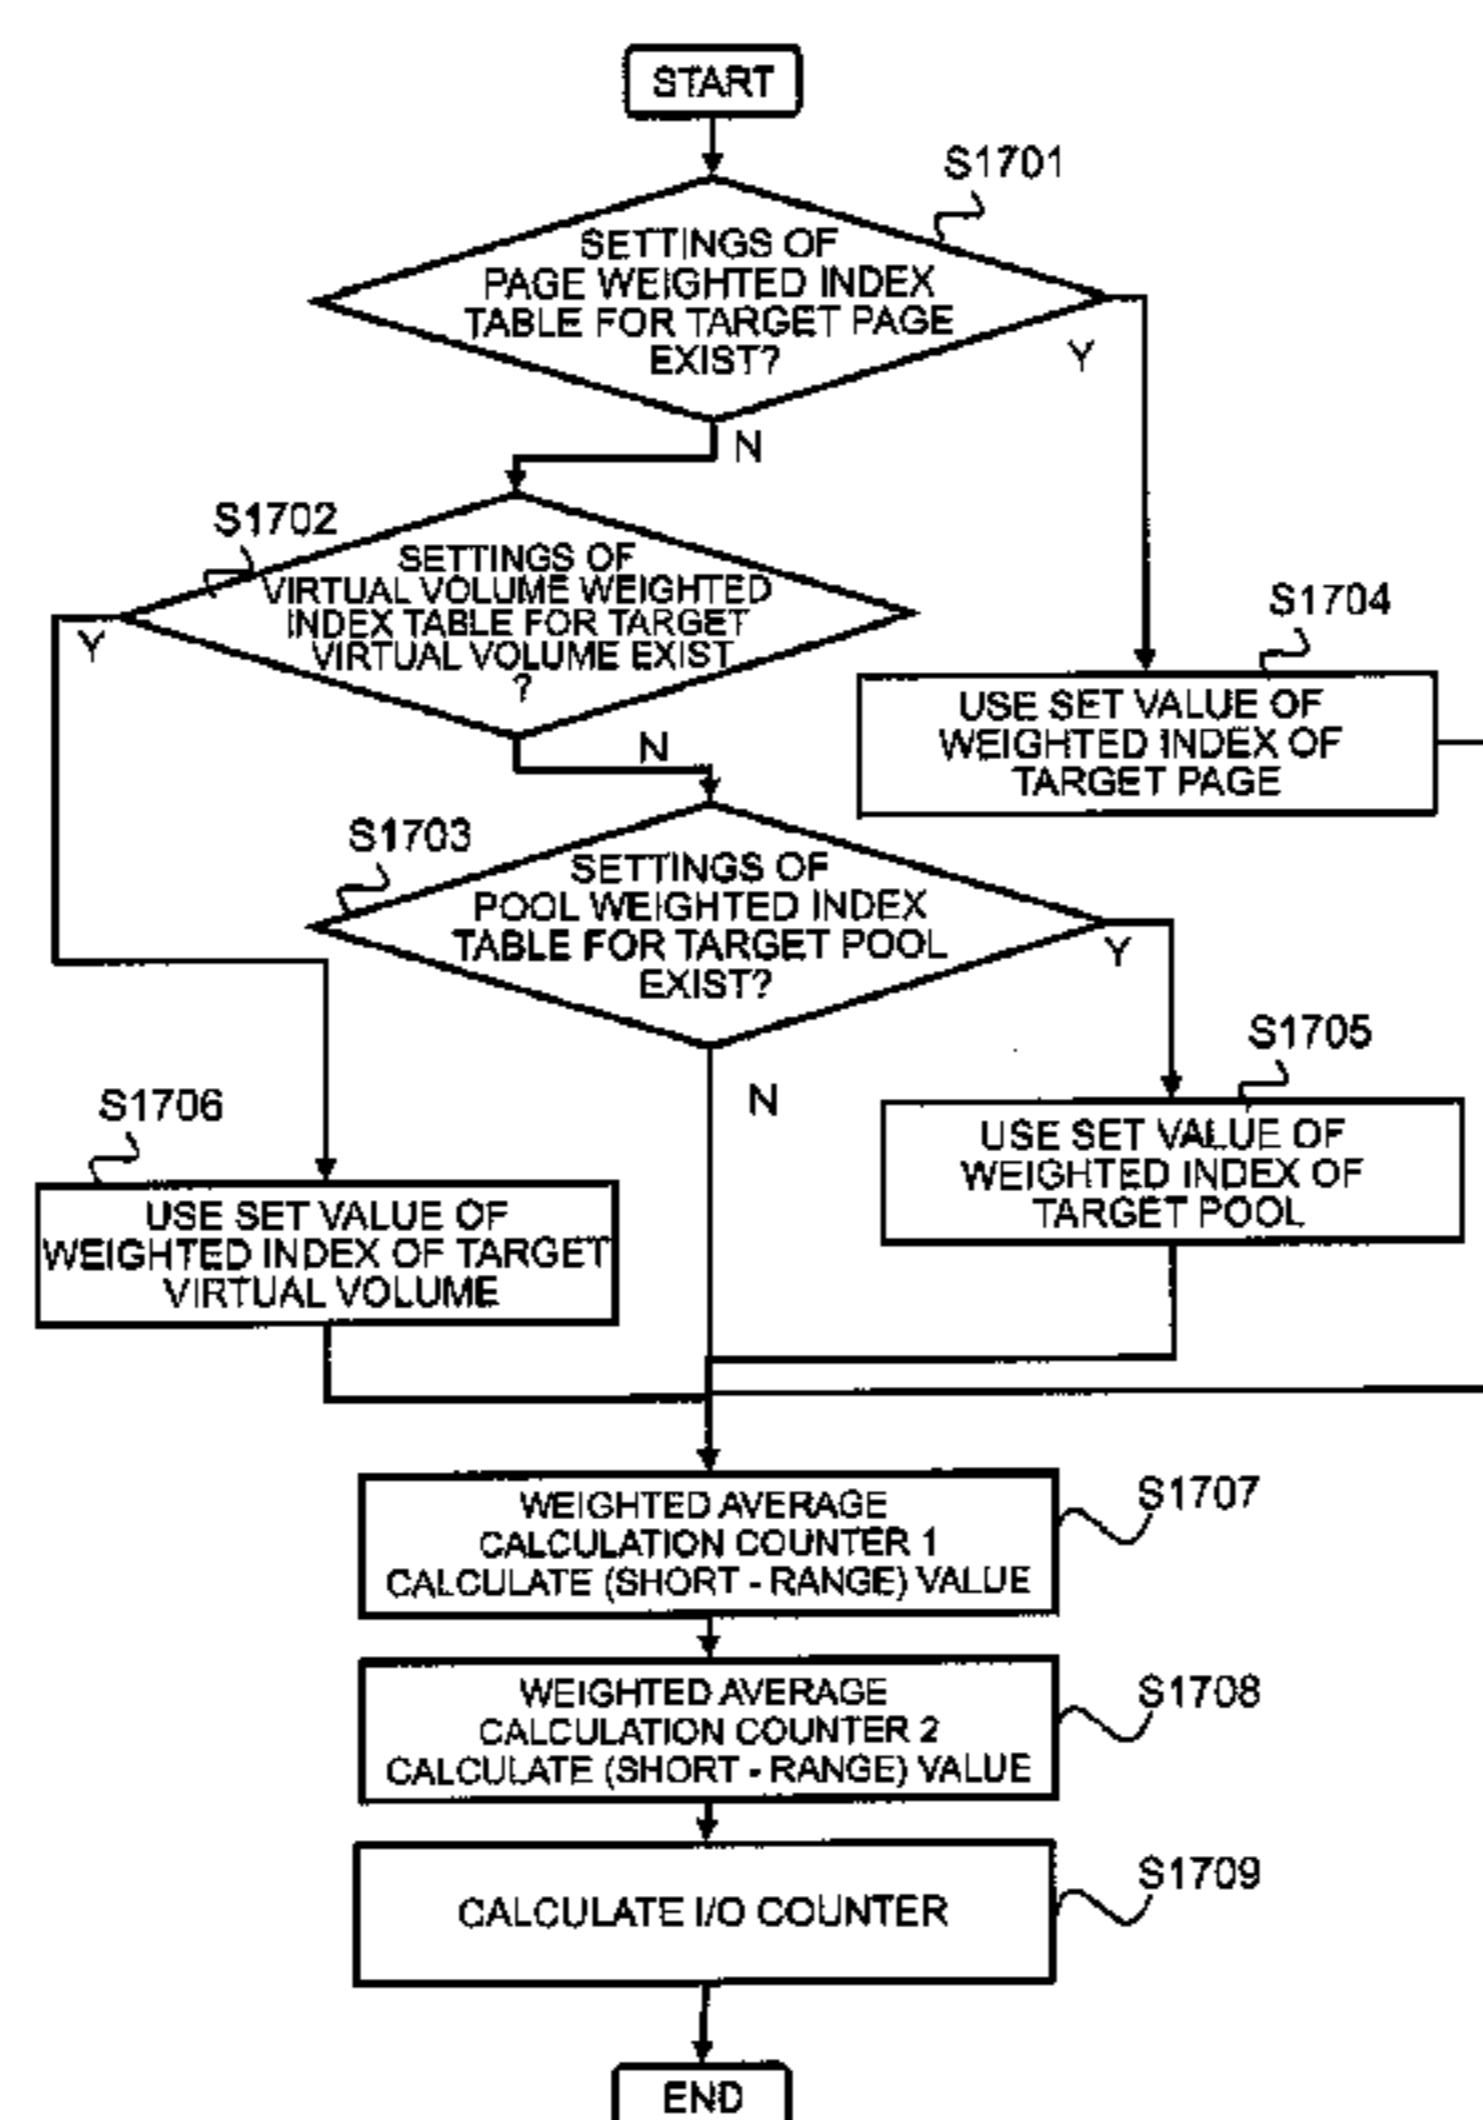 START
S1701
SETTINGS OF
PAGE WEIGHTED INDEX
TABLE FOR TARGET PAGE
EXIST?
Y
N
S1702
SETTINGS OF
VIRTUAL VOLUME WEIGHTED
INDEX TABLE FOR TARGET
VIRTUAL VOLUME EXIST
?
Y
N
S1704
USE SET VALUE OF
WEIGHTED INDEX OF
TARGET PAGE
S1703
SETTINGS OF
POOL WEIGHTED INDEX
TABLE FOR TARGET POOL
EXIST?
Y
N
S1705
USE SET VALUE OF
WEIGHTED INDEX OF
TARGET POOL
S1706
USE SET VALUE OF
WEIGHTED INDEX OF TARGET
VIRTUAL VOLUME
WEIGHTED AVERAGE
CALCULATION COUNTER 1
CALCULATE (SHORT - RANGE) VALUE
S1707
WEIGHTED AVERAGE
CALCULATION COUNTER 2
CALCULATE (SHORT - RANGE) VALUE
S1708
CALCULATE I/O COUNTER
S1709
END